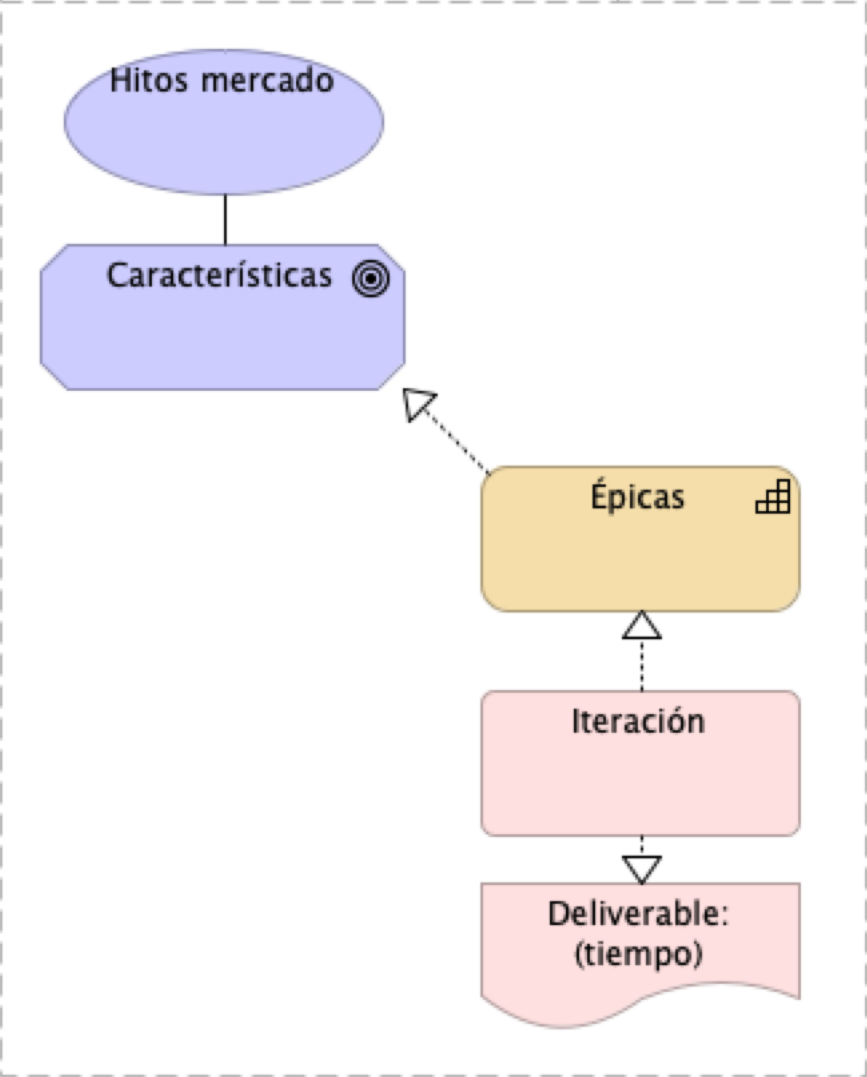 Hitos mercado
Características
Épicas
Iteración
Deliverable:
(tiempo)